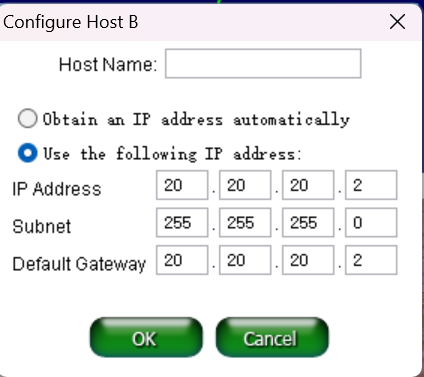 Configure Host B
Host Name:
Obtain an IP address automatically
Use the following IP address:
IP Address 20 . 20 . 20 . 2
Subnet 255 . 255 . 255 . 0
Default Gateway 20 . 20 . 20 . 2
OK Cancel